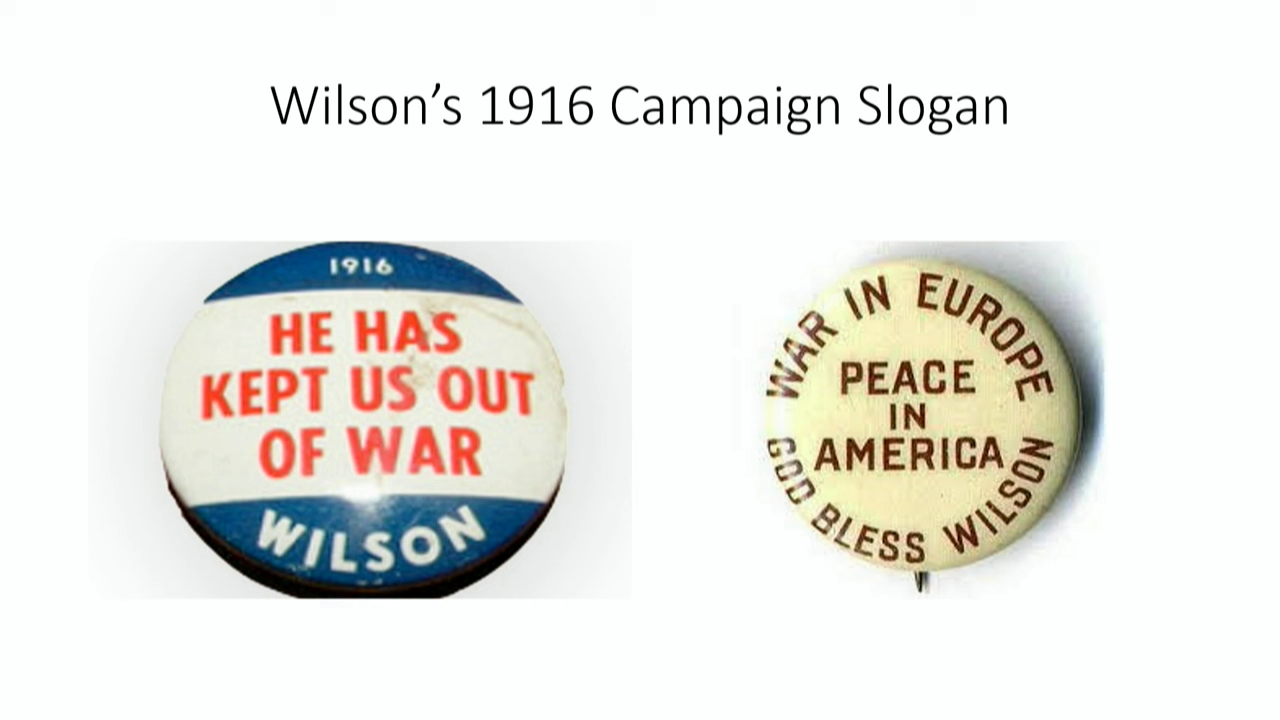 Wilson’s 1916 Campaign Slogan
1916
HE HAS
KEPT US OUT
OF WAR
WILSON
WAR IN EUROPE
PEACE
IN
AMERICA
GOD BLESS WILSON